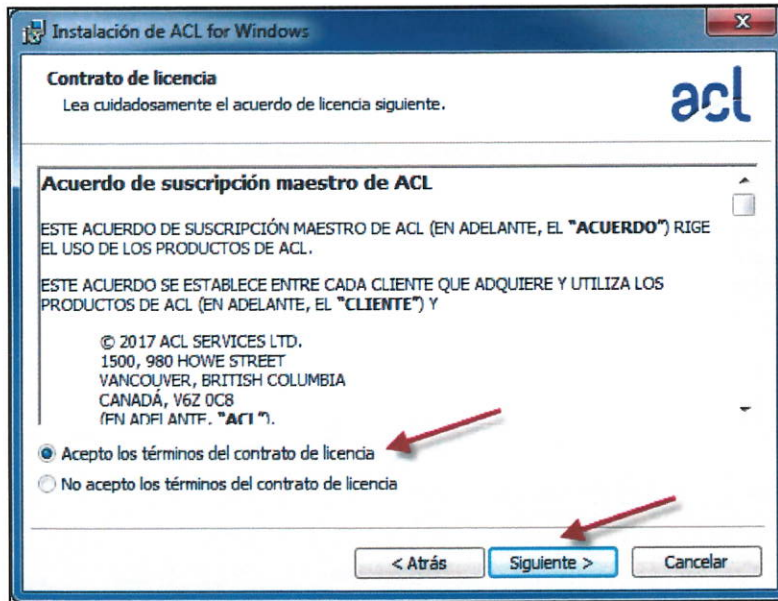 Instalación de ACL for Windows
Contrato de licencia
Lea cuidadosamente el acuerdo de licencia siguiente.
acl
Acuerdo de suscripción maestro de ACL
ESTE ACUERDO DE SUSCRIPCIÓN MAESTRO DE ACL (EN ADELANTE, EL "ACUERDO") RIGE
EL USO DE LOS PRODUCTOS DE ACL.
ESTE ACUERDO SE ESTABLECE ENTRE CADA CLIENTE QUE ADQUIERE Y UTILIZA LOS
PRODUCTOS DE ACL (EN ADELANTE, EL "CLIENTE") Y
© 2017 ACL SERVICES LTD.
1500, 980 HOWE STREET
VANCOUVER, BRITISH COLUMBIA
CANADÁ, V6Z 0C8
(EN ADELANTE, "ACL").
Acepto los términos del contrato de licencia
No acepto los términos del contrato de licencia
< Atrás
Siguiente >
Cancelar